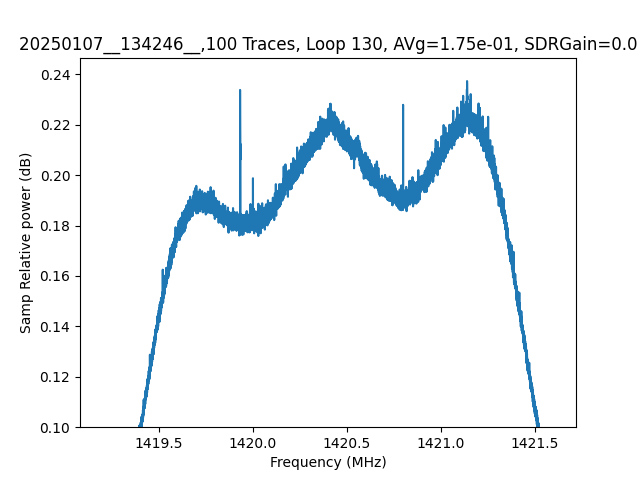 20250107__134246__,100 Traces, Loop 130, AVg=1.75e-01, SDRGain=0.0
0.24
0.22
0.20
0.18
0.16
0.14
0.12
0.10
Samp Relative power (dB)
1419.5 1420.0 1420.5 1421.0 1421.5
Frequency (MHz)